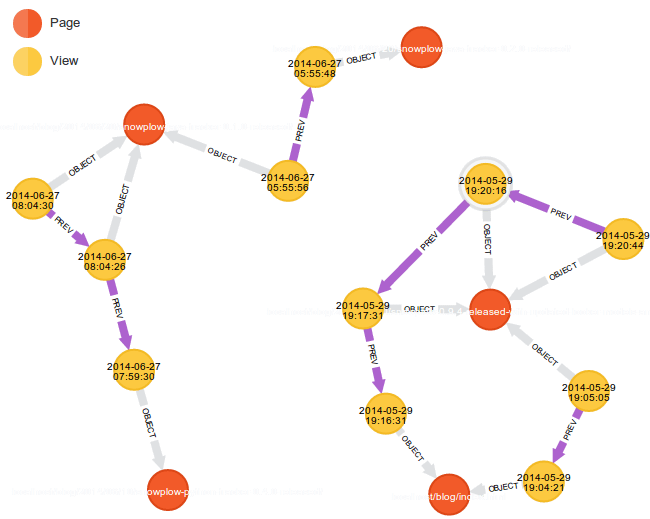 Page
View
snowplow
2014-06-27
05:55:48
OBJECT
PREV
snowplow
OBJECT
2014-06-27
05:55:56
OBJECT
OBJECT
2014-06-27
08:04:30
PREV
2014-06-27
08:04:26
PREV
2014-06-27
07:59:30
OBJECT
nowplow-p
2014-05-29
19:20:16
PREV
2014-05-29
19:20:44
PREV
OBJECT
OBJECT
2014-05-29
19:17:31
OBJECT
eleased-w
PREV
OBJECT
2014-05-29
19:05:05
2014-05-29
19:16:31
PREV
OBJECT
2014-05-29
19:04:21
OBJECT
st/blog/ind